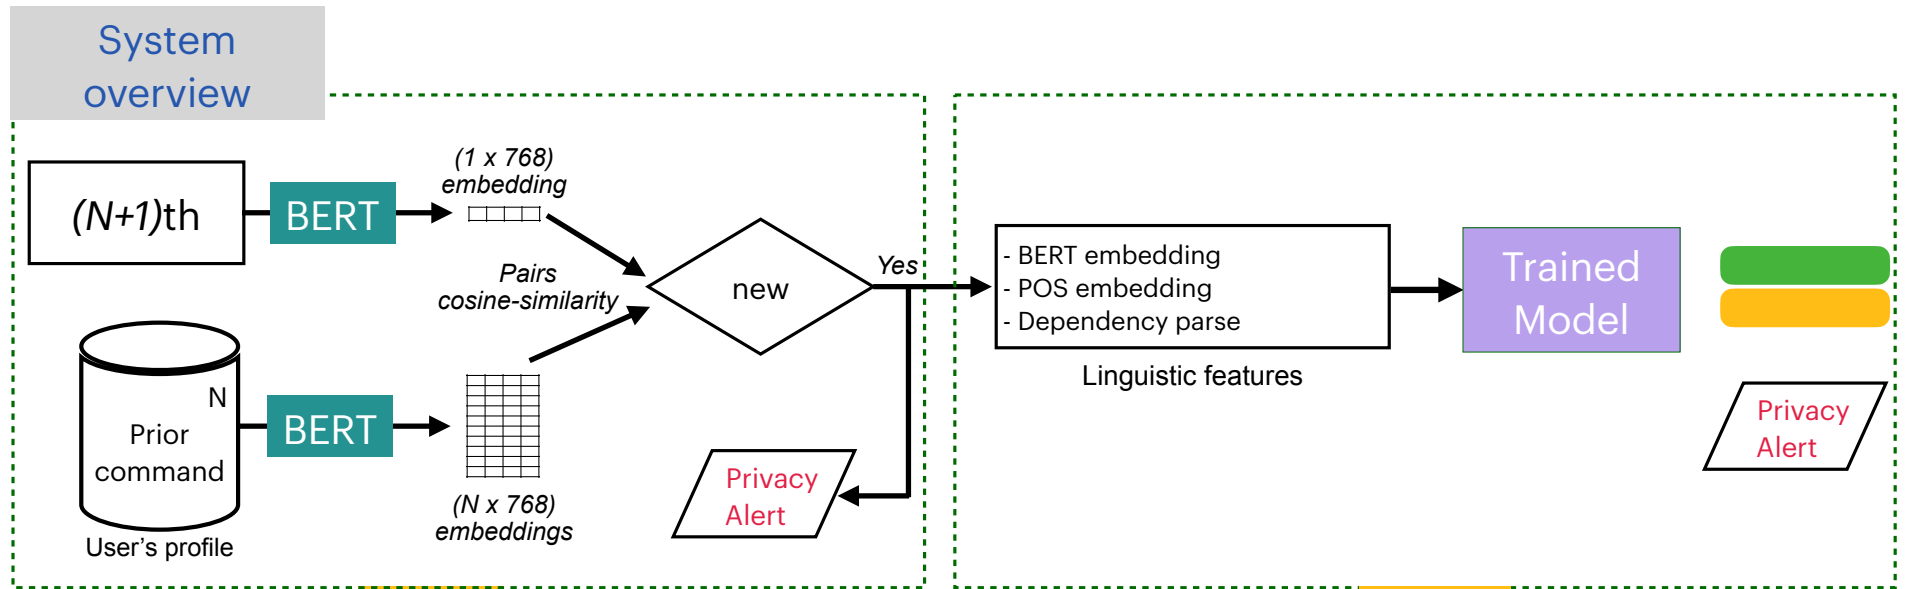 System
overview
(N+1)th
BERT
(1 x 768)
embedding
Pairs
cosine-similarity
new
Yes
N
Prior
command
User's profile
BERT
(N x 768)
embeddings
Privacy
Alert
- BERT embedding
- POS embedding
- Dependency parse
Linguistic features
Trained
Model
Privacy
Alert